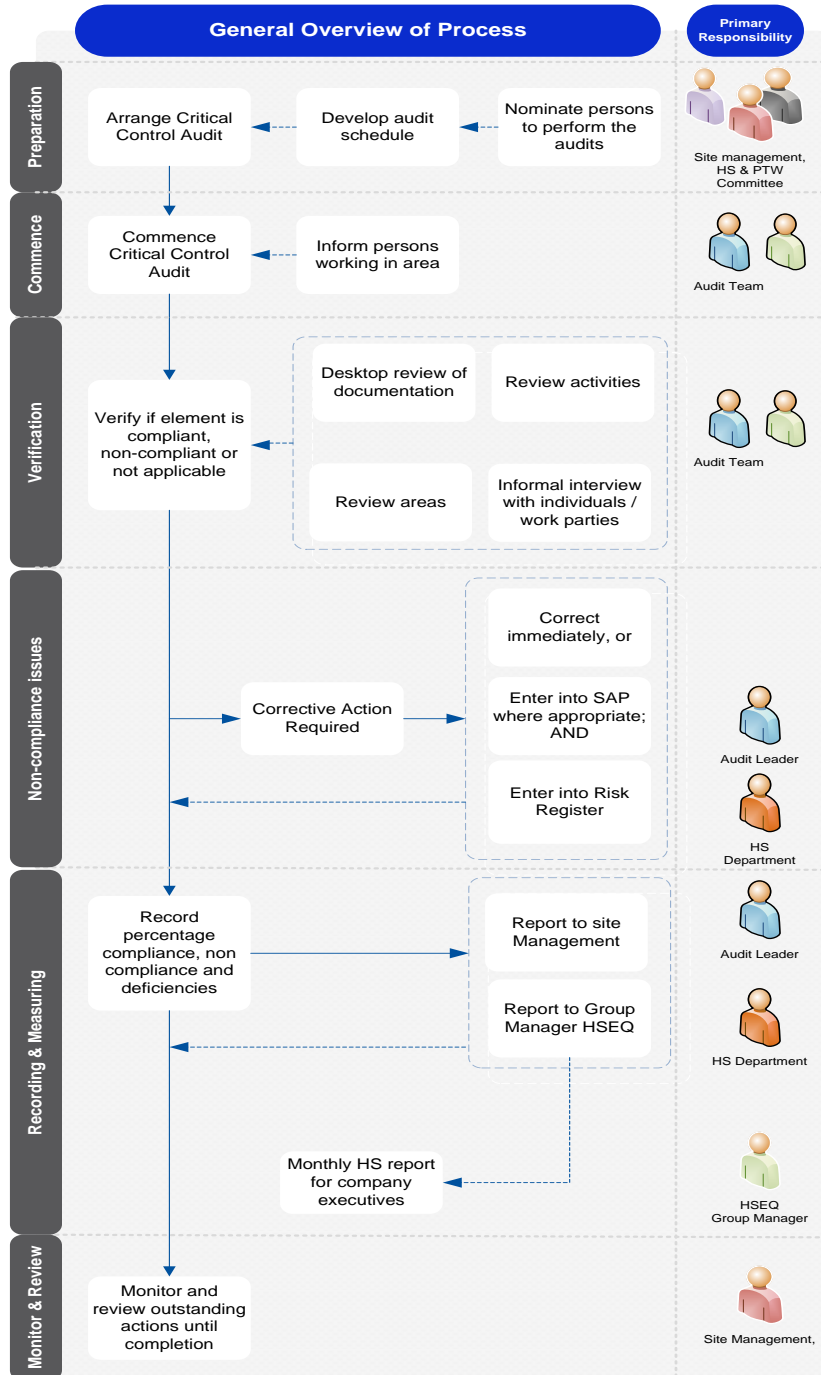 General Overview of Process
Primary
Responsibility
Preparation
Arrange Critical
Control Audit
Develop audit
schedule
Nominate persons
to perform the
audits
Site management,
HS & PTW
Committee
Commence
Commence
Critical Control
Audit
Inform persons
working in area
Audit Team
Verification
Verify if element is
compliant,
non-compliant or
not applicable
Desktop review of
documentation
Review activities
Review areas
Informal interview
with individuals /
work parties
Audit Team
Non-compliance issues
Corrective Action
Required
Correct
immediately, or
Enter into SAP
where appropriate;
AND
Enter into Risk
Register
Audit Leader
HS
Department
Recording & Measuring
Record
percentage
compliance, non
compliance and
deficiencies
Report to site
Management
Report to Group
Manager HSEQ
Monthly HS report
for company
executives
Audit Leader
HS Department
HSEQ
Group Manager
Monitor & Review
Monitor and
review outstanding
actions until
completion
Site Management,